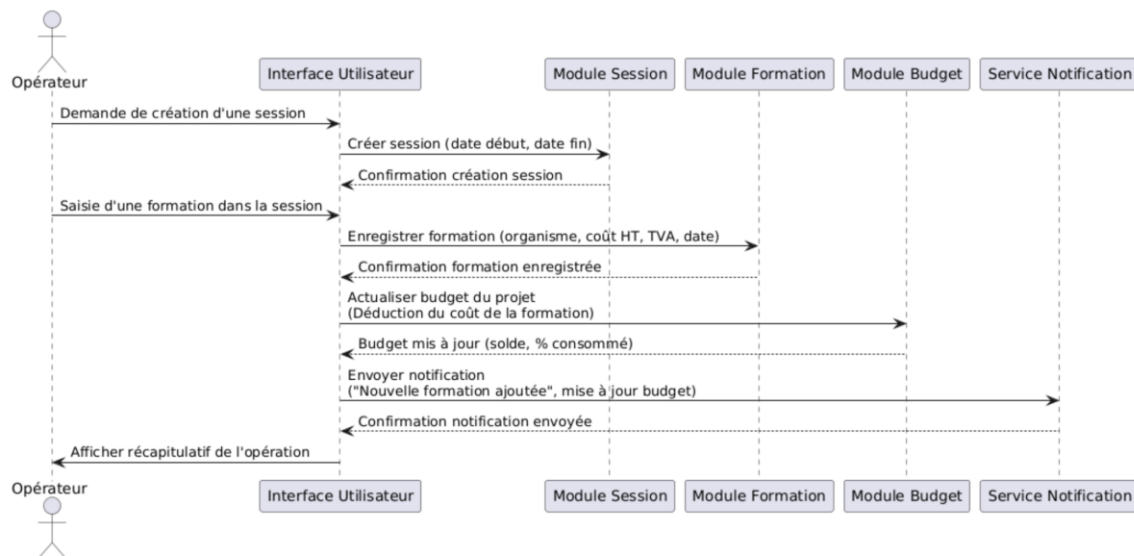 Opérateur
Interface Utilisateur
Module Session
Module Formation
Module Budget
Service Notification
Demande de création d'une session
Créer session (date début, date fin)
Confirmation création session
Saisie d'une formation dans la session
Enregistrer formation (organisme, coût HT, TVA, date)
Confirmation formation enregistrée
Actualiser budget du projet
(Déduction du coût de la formation)
Budget mis à jour (solde, % consommé)
Envoyer notification
("Nouvelle formation ajoutée", mise à jour budget)
Confirmation notification envoyée
Afficher récapitulatif de l'opération
Opérateur
Interface Utilisateur
Module Session
Module Formation
Module Budget
Service Notification